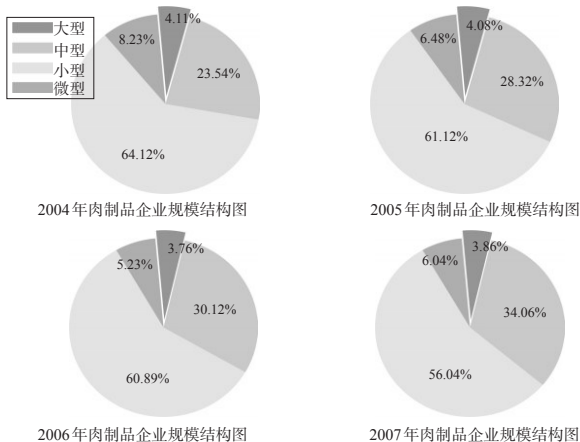 大型
中型
小型
微型
4.11%
8.23%
23.54%
64.12%
2004年肉制品企业规模结构图
4.08%
6.48%
28.32%
61.12%
2005年肉制品企业规模结构图
3.76%
5.23%
30.12%
60.89%
2006年肉制品企业规模结构图
3.86%
6.04%
34.06%
56.04%
2007年肉制品企业规模结构图